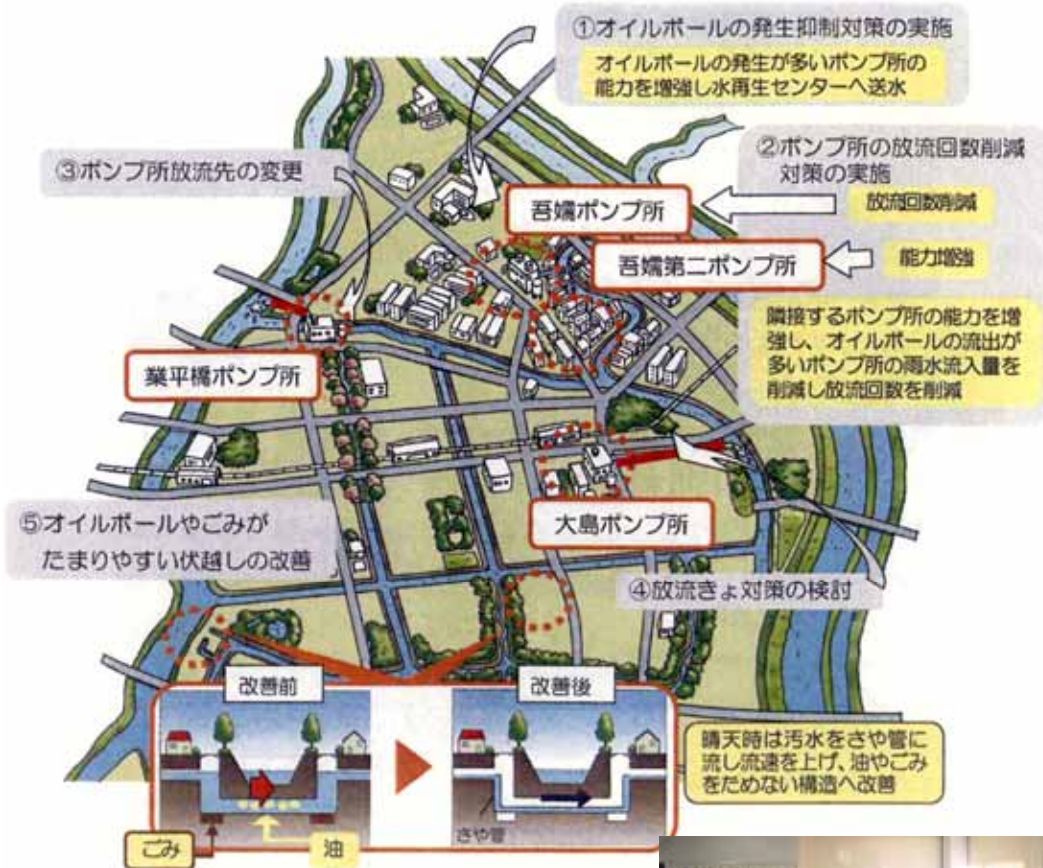 ①オイルボールの発生抑制対策の実施
オイルボールの発生が多いポンプ所の
能力を増強し水再生センターへ送水
②ポンプ所の放流回数削減
対策の実施
放流回数削減
③ポンプ所放流先の変更
吾嬬ポンプ所
吾嬬第二ポンプ所
能力増強
隣接するポンプ所の能力を増
強し、オイルボールの流出が
多いポンプ所の雨水流入量を
削減し放流回数を削減
業平橋ポンプ所
大島ポンプ所
⑤オイルボールやごみが
たまりやすい伏越しの改善
④放流きょ対策の検討
改善前
改善後
晴天時は汚水をさや管に
流し流速を上げ、油やごみ
をためない構造へ改善
さや管
ごみ
油